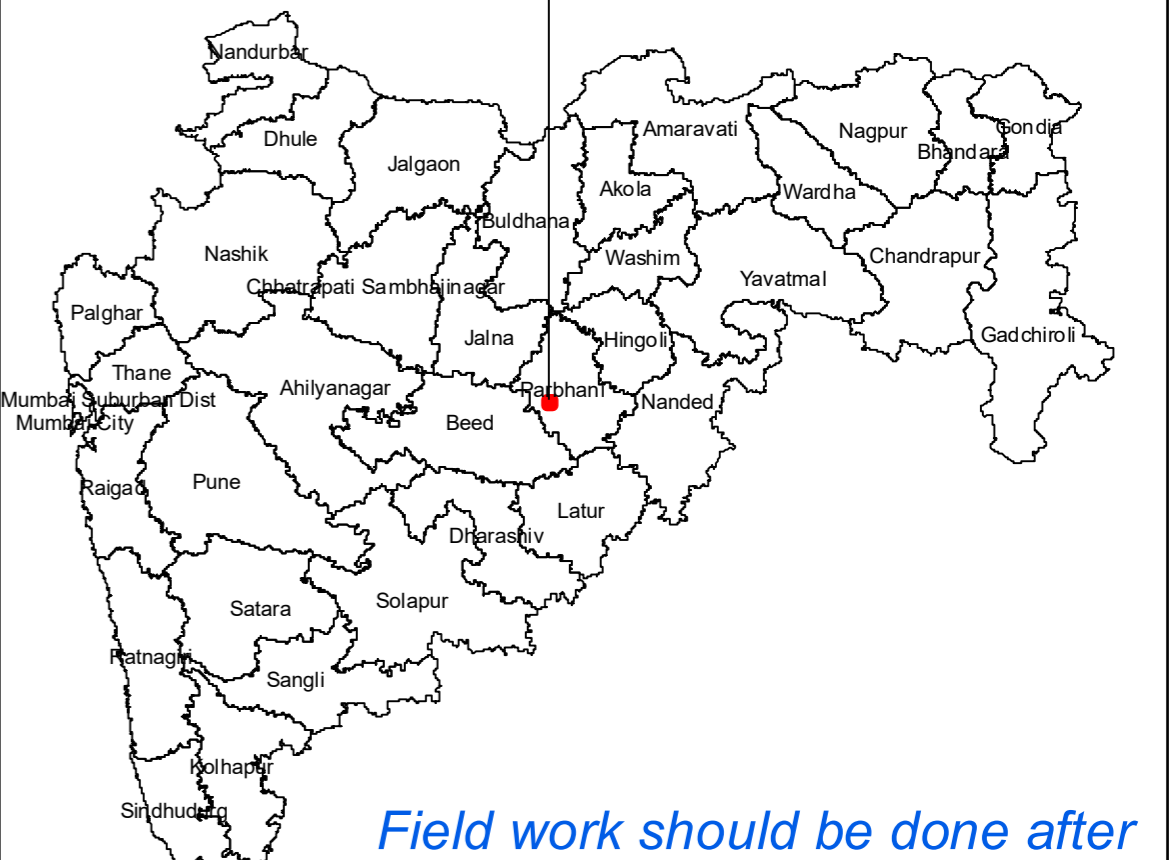 Nandurbar
Dhule
Jalgaon
Amaravati
Nagpur
Gondia
Bhandara
Akola
Wardha
Buldhana
Nashik
Washim
Chandrapur
Yavatmal
Chhatrapati Sambhajinagar
Palghar
Jalna
Hingoli
Gadchiroli
Thane
Ahilyanagar
Parbhani
Mumbai Suburban Dist
Nanded
Mumbai City
Beed
Raigad
Pune
Latur
Dharashiv
Satara
Solapur
Ratnagiri
Sangli
Kolhapur
Sindhudurg
Field work should be done after